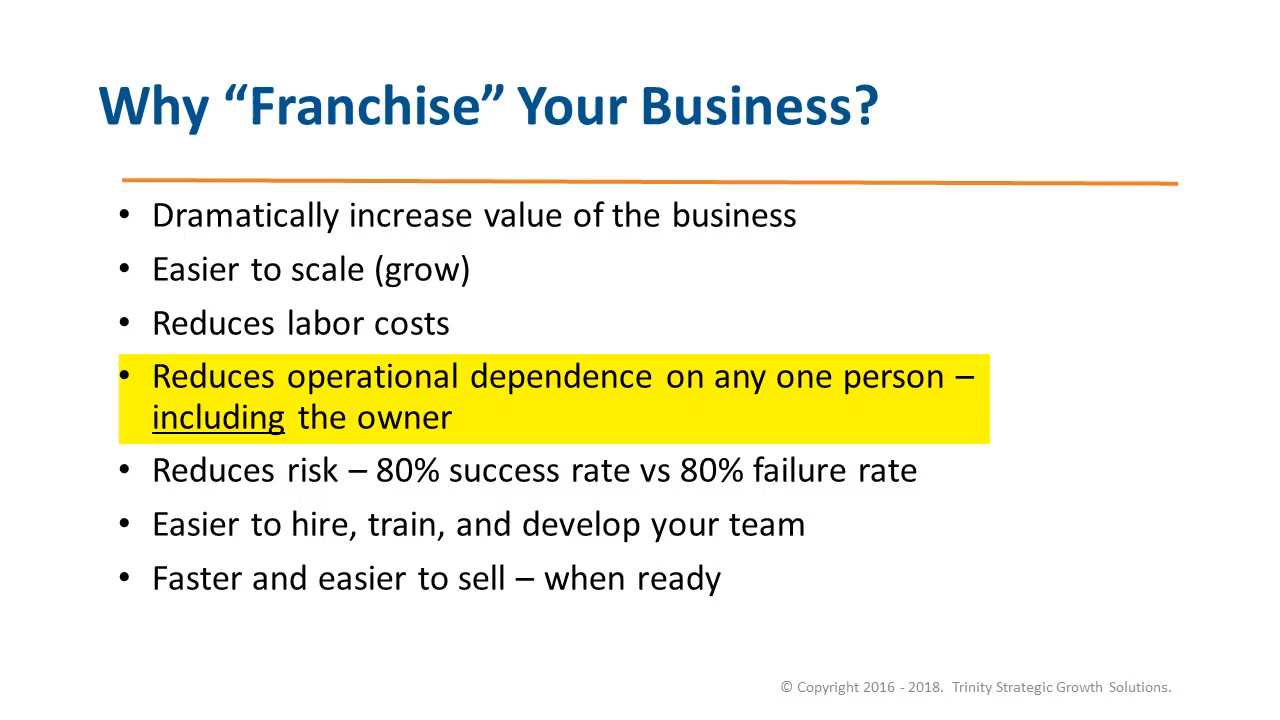 Why “Franchise” Your Business?
• Dramatically increase value of the business
• Easier to scale (grow)
• Reduces labor costs
• Reduces operational dependence on any one person –
including the owner
• Reduces risk – 80% success rate vs 80% failure rate
• Easier to hire, train, and develop your team
• Faster and easier to sell – when ready
© Copyright 2016 - 2018. Trinity Strategic Growth Solutions.